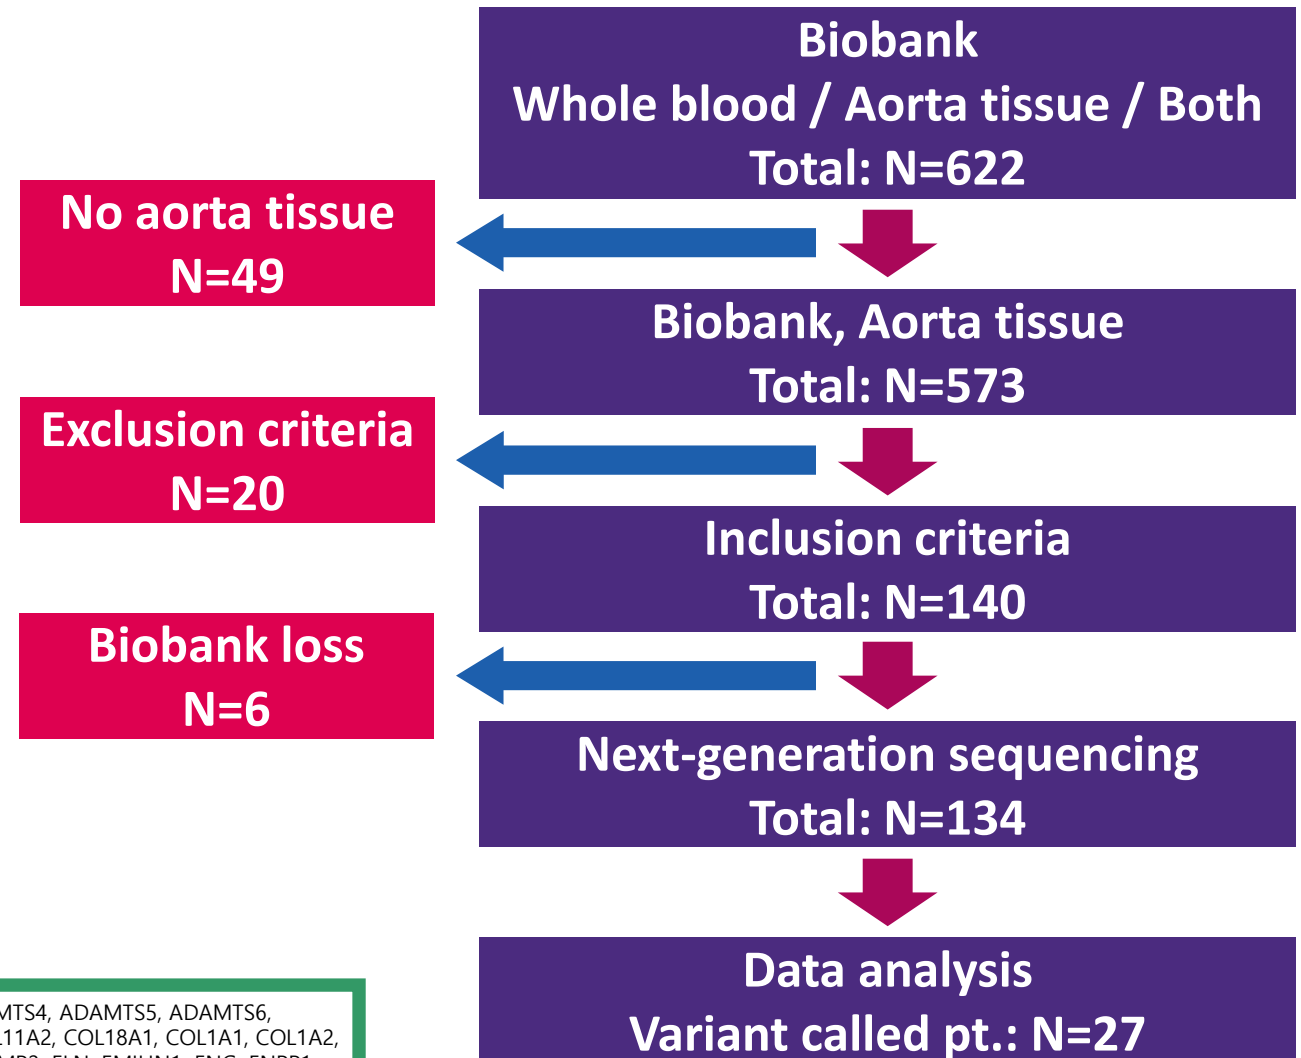 Biobank
Whole blood / Aorta tissue / Both
Total: N=622
No aorta tissue
N=49
Biobank, Aorta tissue
Total: N=573
Exclusion criteria
N=20
Inclusion criteria
Total: N=140
Biobank loss
N=6
Next-generation sequencing
Total: N=134
Data analysis
Variant called pt.: N=27
ADAMTS5, ADAMTS6,
COL18A1, COL1A1, COL1A2,